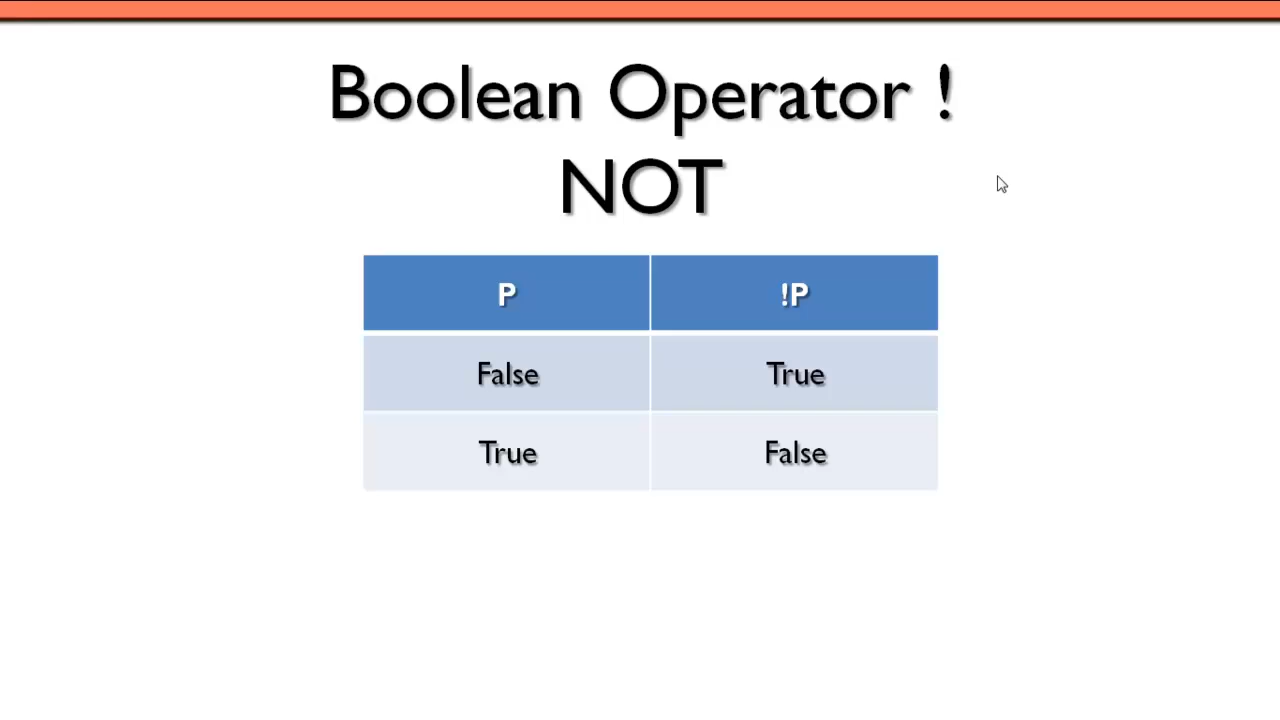 Boolean Operator !
NOT
P !P
False True
True False